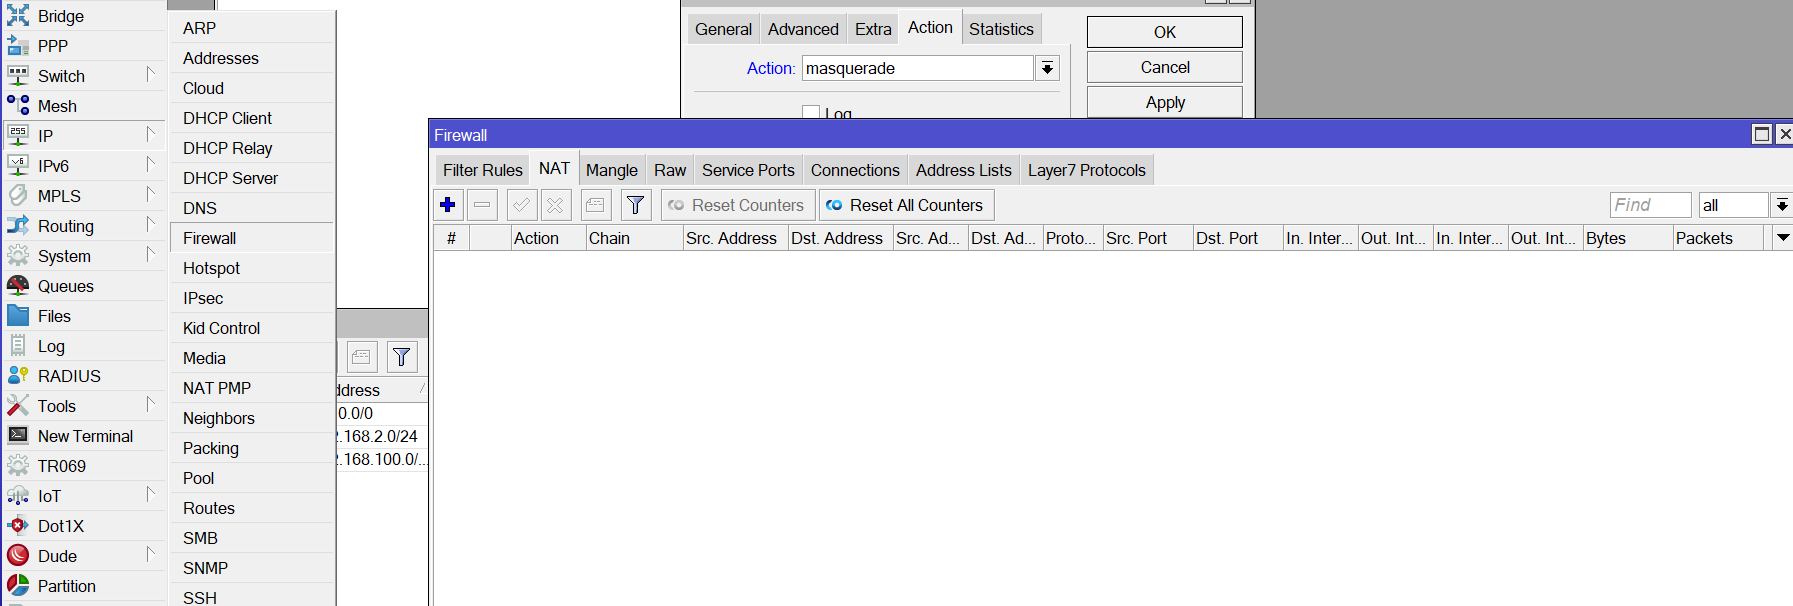 Bridge
PPP
Switch
Mesh
IP
IPv6
MPLS
Routing
System
Queues
Files
Log
RADIUS
Tools
New Terminal
TR069
IoT
Dot1X
Dude
Partition
ARP
Addresses
Cloud
DHCP Client
DHCP Relay
DHCP Server
DNS
Firewall
Hotspot
IPsec
Kid Control
Media
NAT PMP
Neighbors
Packing
Pool
Routes
SMB
SNMP
SSH
ddress
0.0/0
.168.2.0/24
.168.100.0/...
General Advanced Extra Action Statistics
Action: masquerade
Log
OK
Cancel
Apply
Firewall
Filter Rules NAT Mangle Raw Service Ports Connections Address Lists Layer7 Protocols
Reset Counters Reset All Counters Find all
# Action Chain Src. Address Dst. Address Src. Ad... Dst. Ad... Proto... Src. Port Dst. Port In. Inter... Out. Int... In. Inter... Out. Int... Bytes Packets